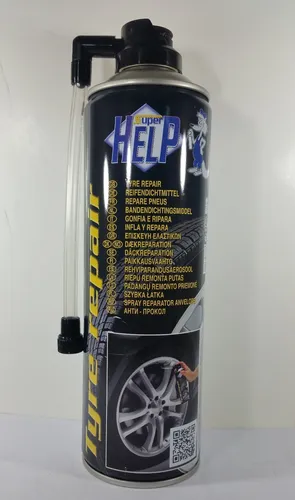 Super
HELP
Tyre repair
TYRE REPAIR
REIFENDICHTMITTEL
REPARE PNEUS
BANDENDICHTINGSMIDDEL
GONFIA E RIPARA
INFLA Y REPARA
ΕΠΙΣΚΕΥΗ ΕΛΑΣΤΙΚΩΝ
DÆKREPARATION
DÄCKREPARATION
PAIKKAUSVAAHTO
REHVIPARANDUSAEROSOOL
RIEPU REMONTA PUTAS
PADANGŲ REMONTO PRIEMONĖ
SZYBKA ŁATKA
SPRAY REPARATOR ANVELOPE
АНТИ - ПРОКОЛ